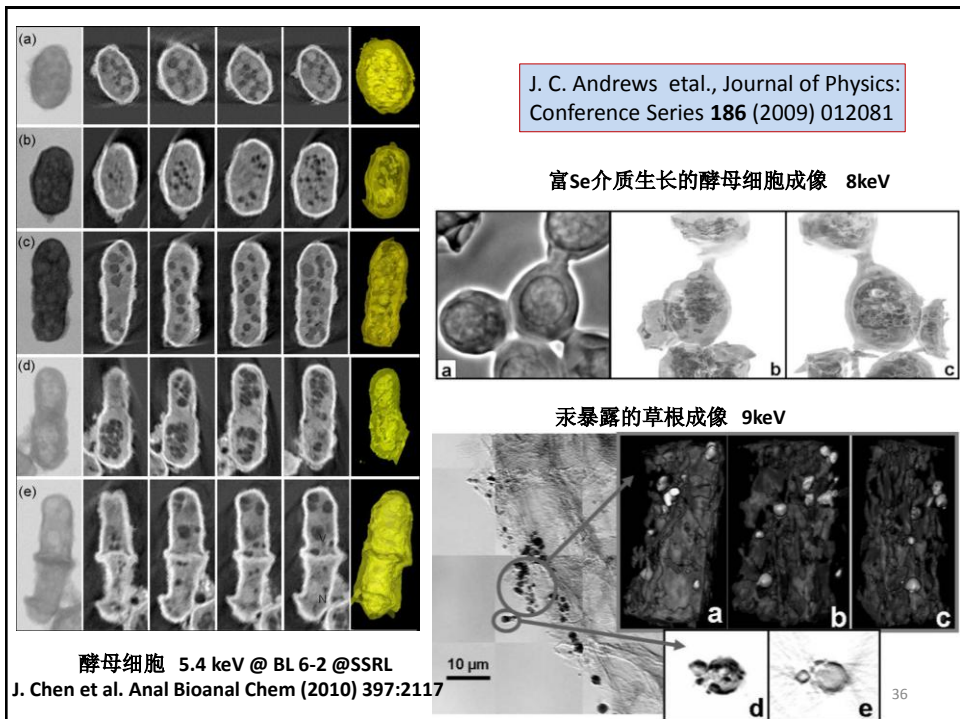 (a)
(b)
(c)
(d)
(e)
V
N
酵母细胞 5.4 keV @ BL 6-2 @SSRL
J. Chen et al. Anal Bioanal Chem (2010) 397:2117
J. C. Andrews etal., Journal of Physics:
Conference Series 186 (2009) 012081
富Se介质生长的酵母细胞成像 8keV
a
b
c
汞暴露的草根成像 9keV
a
b
c
10 µm
d
e
36